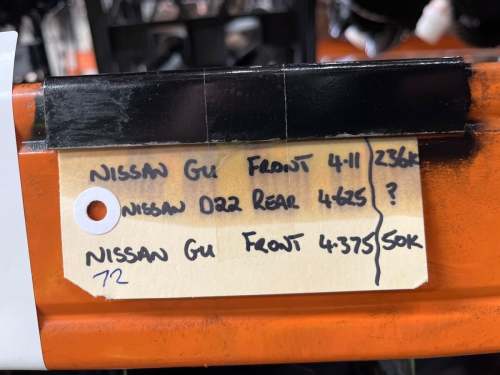 NISSAN GU FRONT 4.11 236K
NISSAN D22 REAR 4.625 ?
NISSAN GU FRONT 4.375 50K
72